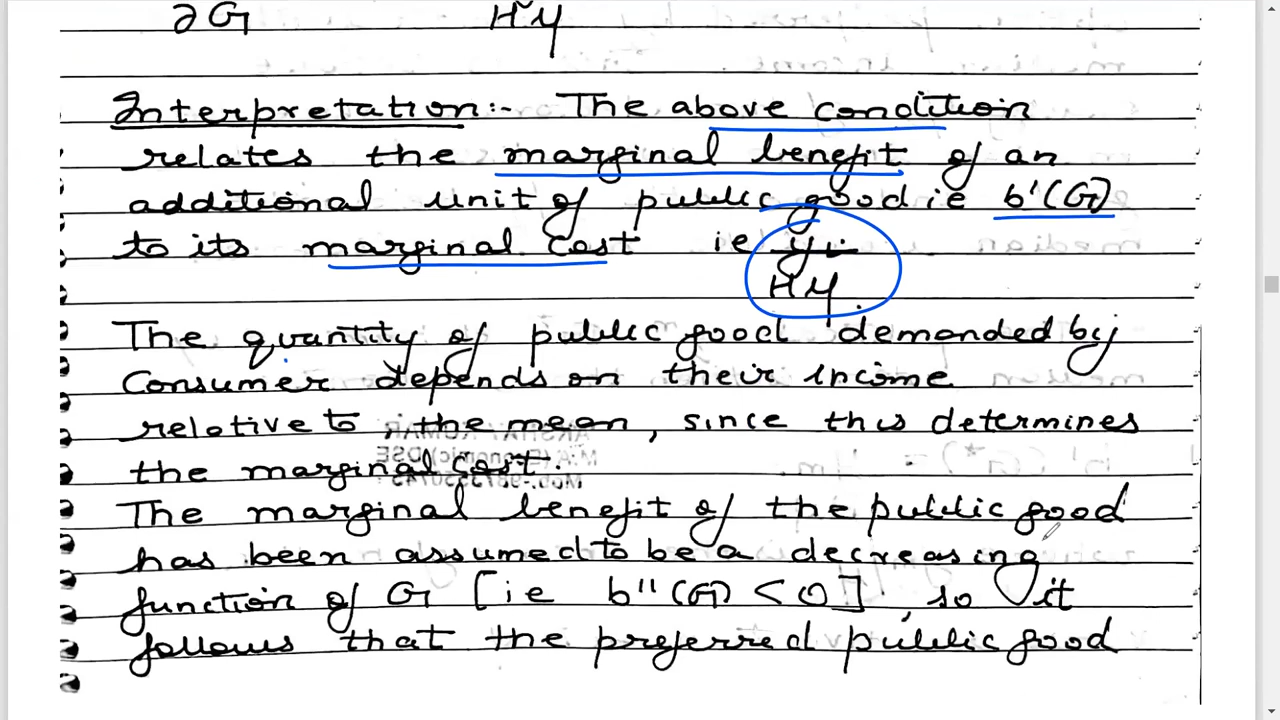 ∂G Hy
Interpretation:- The above condition
relates the marginal benefit of an
additional unit of public good ie b'(G)
to its marginal cost ie yi
Hy.
The quantity of public good demanded by
Consumer depends on their income
relative to the mean, since this determines
the marginal cost.
The marginal benefit of the public good
has been assumed to be a decreasing
function of G [ie b"(G) < 0], so it
follows that the preferred public good